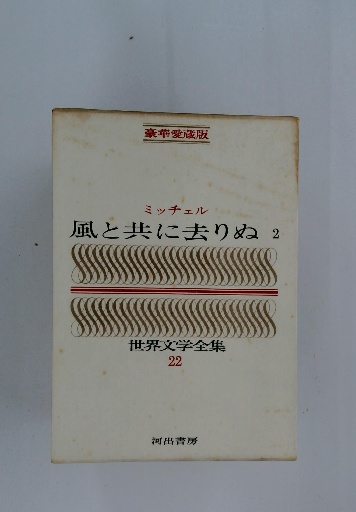 豪華愛蔵版
ミッチェル
風と共に去りぬ 2
世界文学全集
22
河出書房